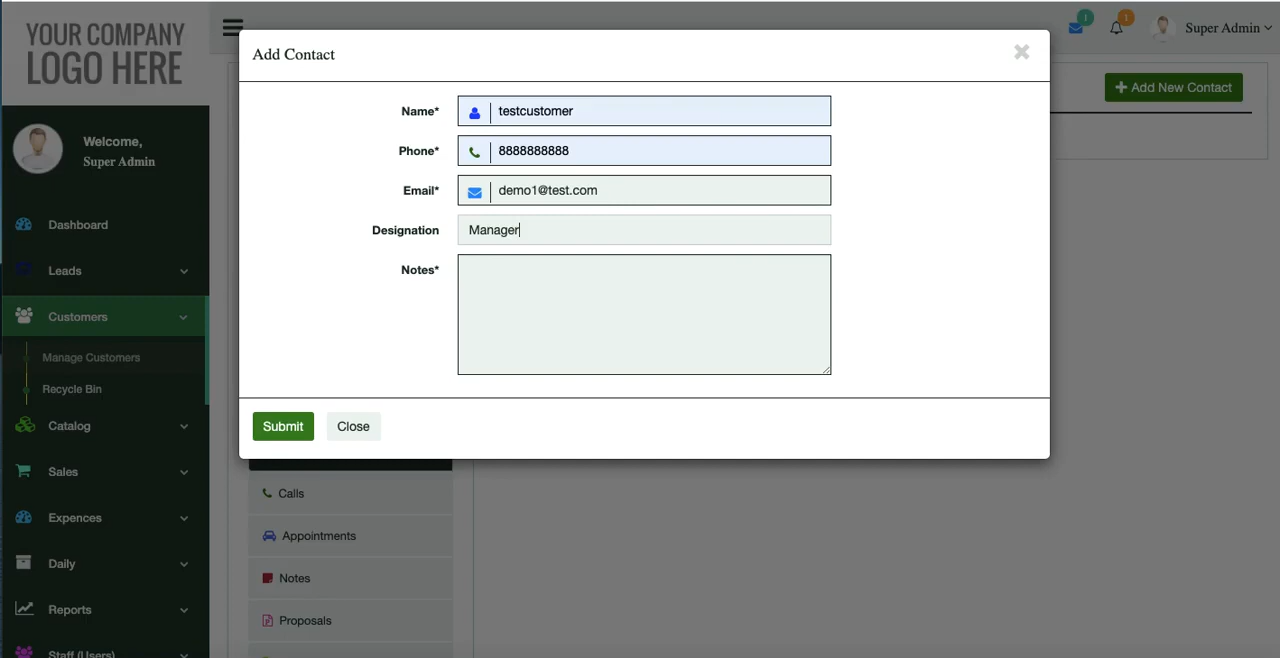 YOUR COMPANY
LOGO HERE
1
1
Super Admin
Add Contact
Add New Contact
Welcome,
Super Admin
Name*
testcustomer
Phone*
8888888888
Email*
demo1@test.com
Designation
Manager
Notes*
Submit
Close
Dashboard
Leads
Customers
Manage Customers
Recycle Bin
Catalog
Sales
Expences
Daily
Reports
Staff (Users)
Calls
Appointments
Notes
Proposals